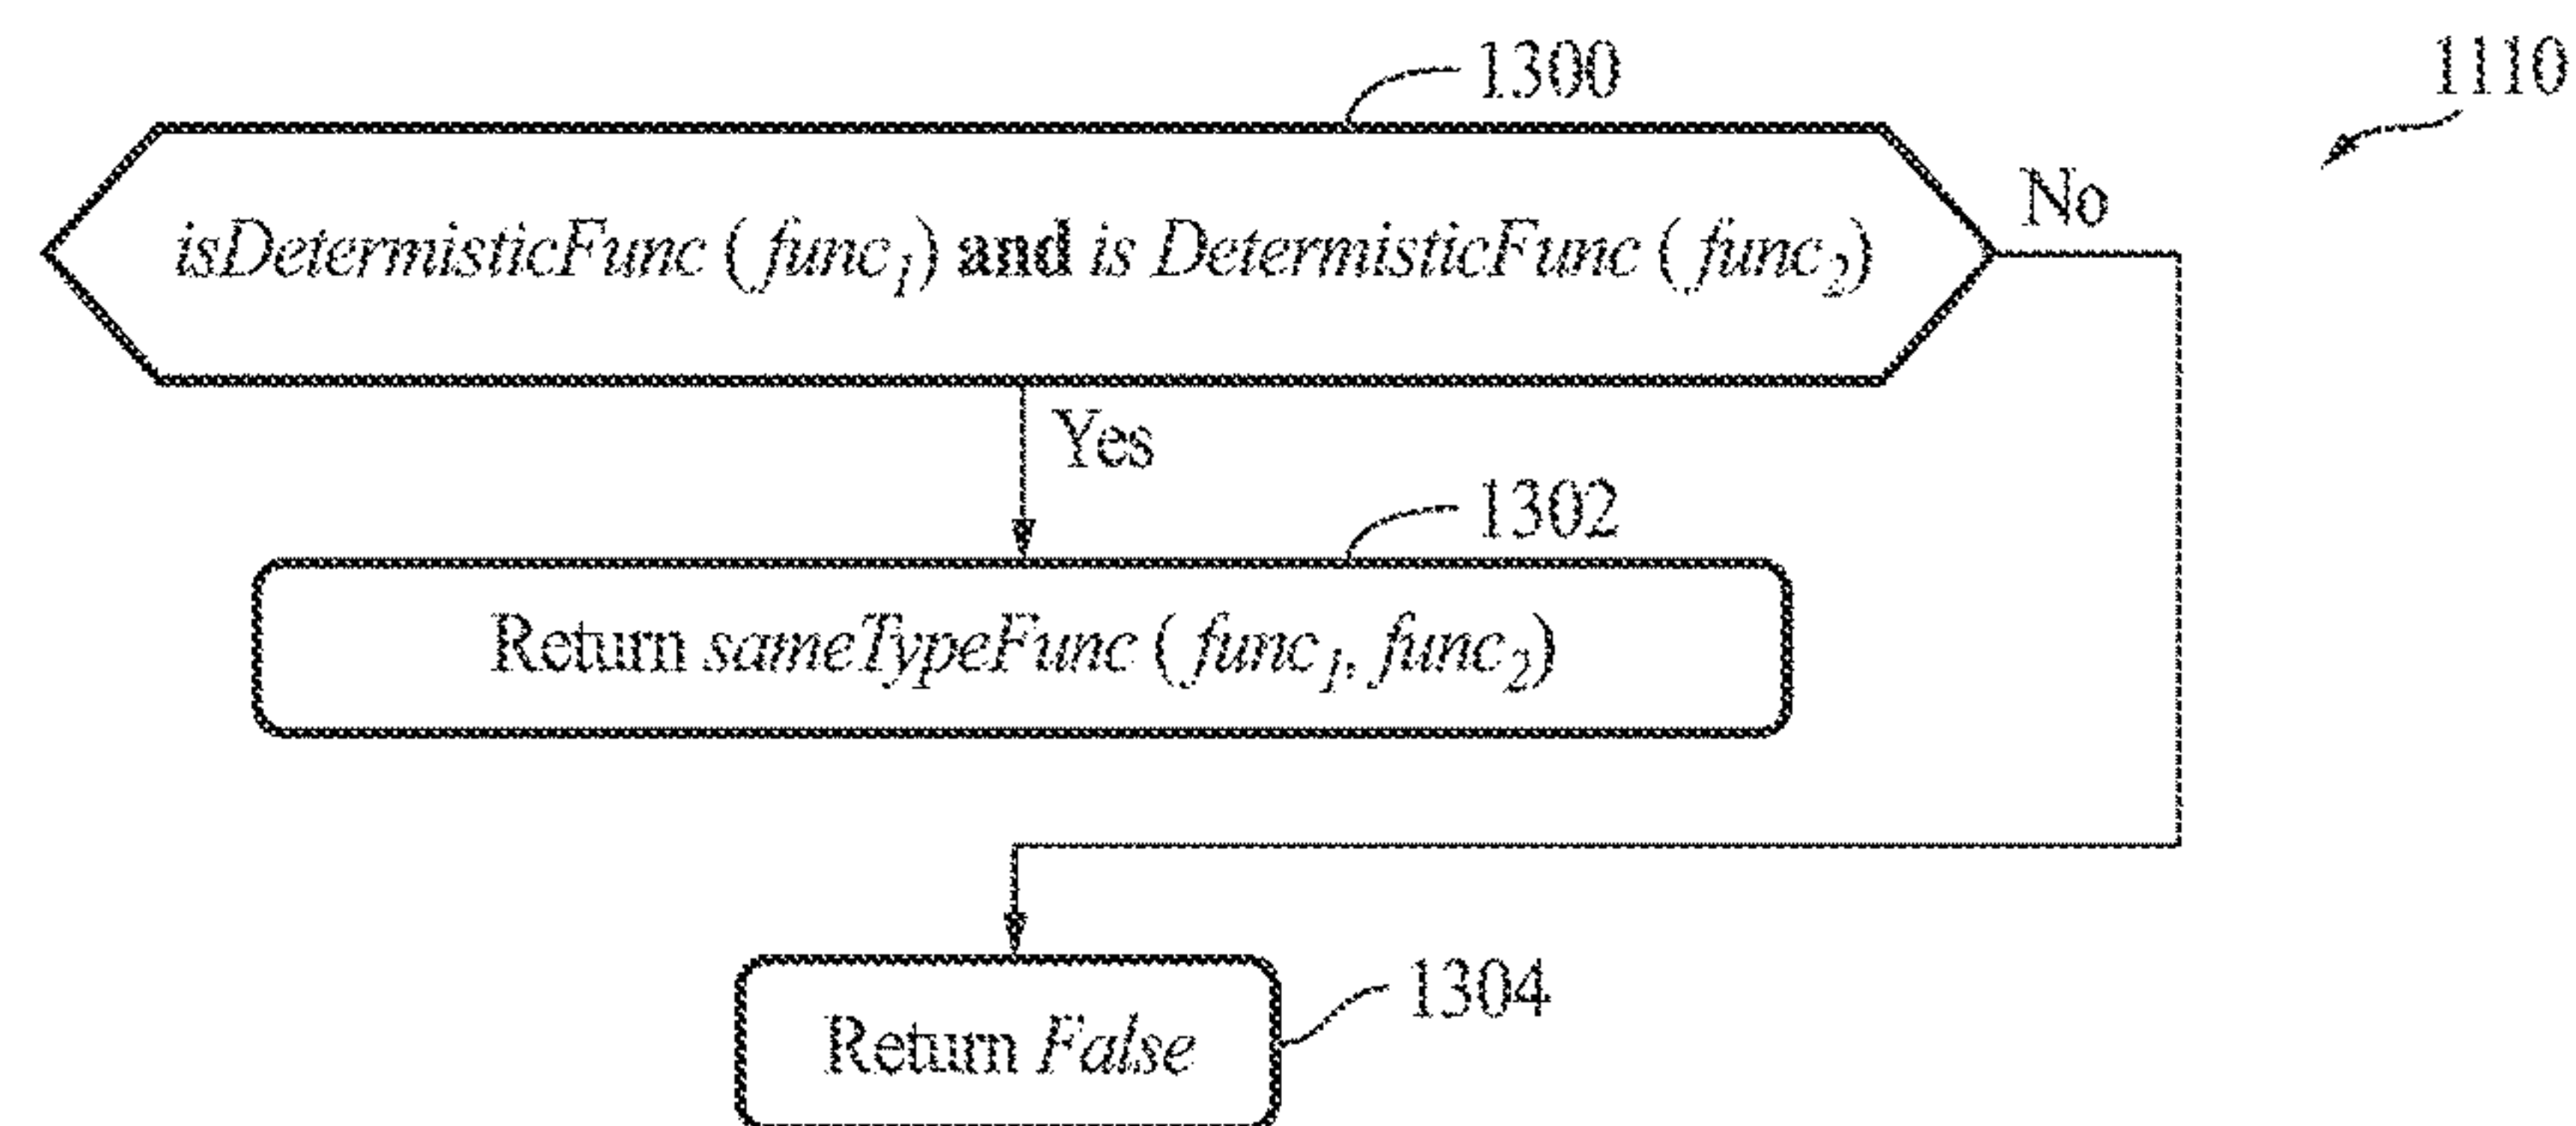 1300
1110
isDetermisticFunc ( func1) and is DetermisticFunc ( func2)
No
Yes
1302
Return sameTypeFunc ( func1, func2)
1304
Return False